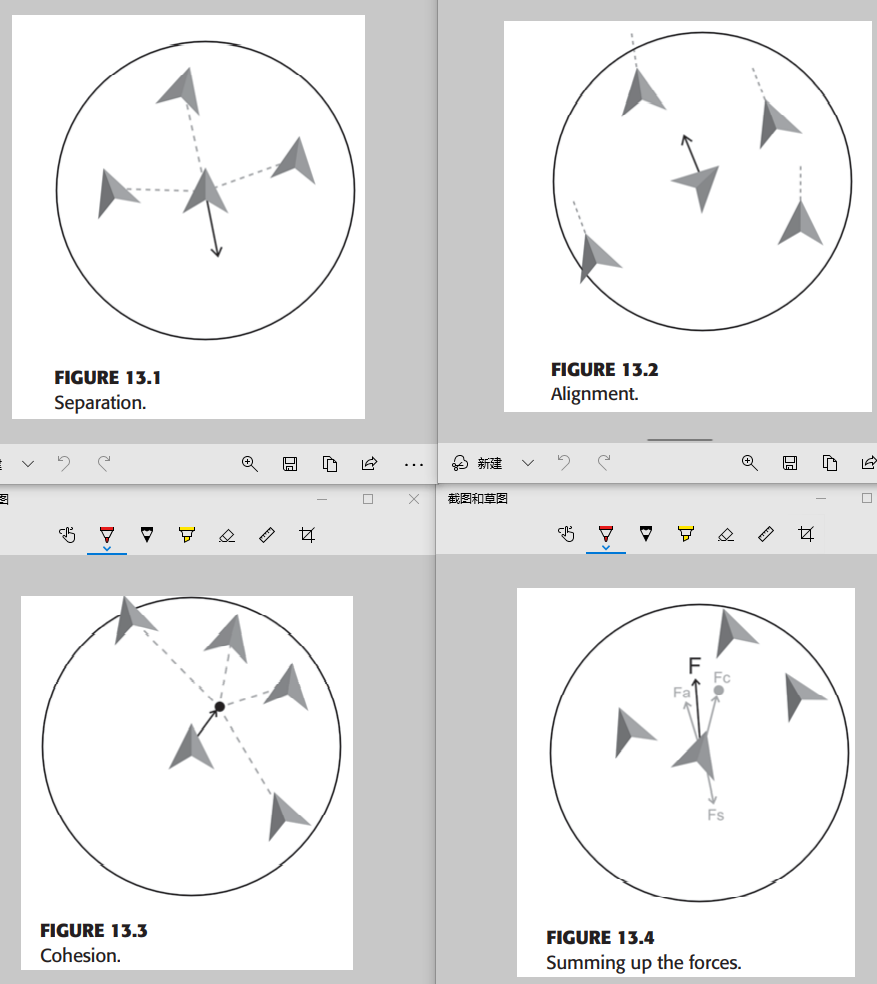 FIGURE 13.1
Separation.
FIGURE 13.2
Alignment.
新建
图
截图和草图
FIGURE 13.3
Cohesion.
F
Fc
Fa
Fs
FIGURE 13.4
Summing up the forces.